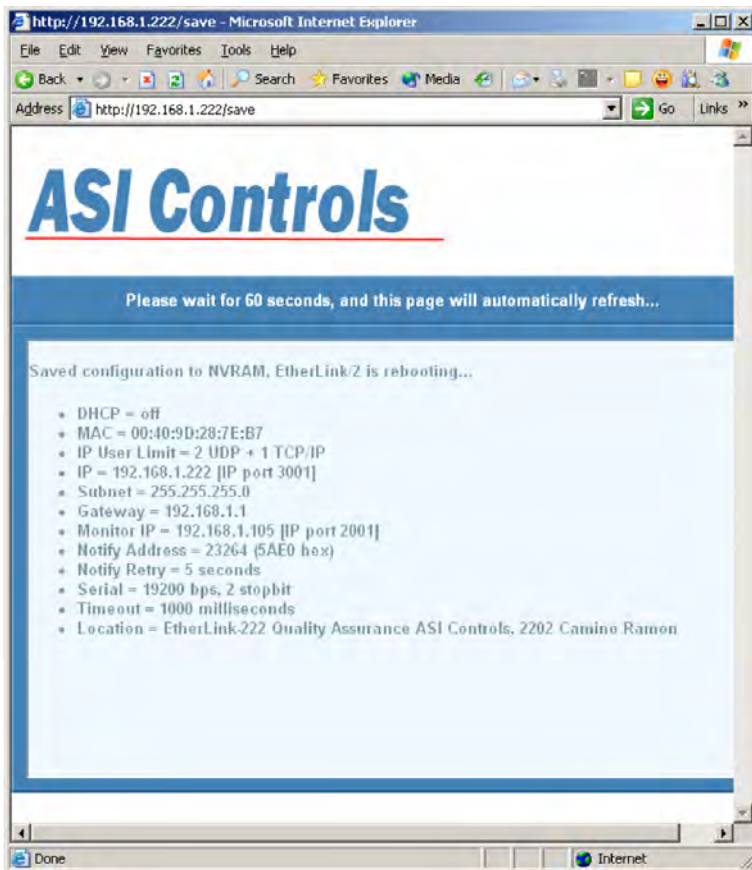 http://192.168.1.222/save - Microsoft Internet Explorer
File Edit View Favorites Tools Help
Back Search Favorites Media
Address http://192.168.1.222/save Go Links »
ASI Controls
Please wait for 60 seconds, and this page will automatically refresh...
Saved configuration to NVRAM, EtherLink/2 is rebooting...
• DHCP = off
• MAC = 00:40:9D:28:7E:B7
• IP User Limit = 2 UDP + 1 TCP/IP
• IP = 192.168.1.222 [IP port 3001]
• Subnet = 255.255.255.0
• Gateway = 192.168.1.1
• Monitor IP = 192.168.1.105 [IP port 2001]
• Notify Address = 23264 (5AE0 hex)
• Notify Retry = 5 seconds
• Serial = 19200 bps, 2 stopbit
• Timeout = 1000 milliseconds
• Location = EtherLink-222 Quality Assurance ASI Controls, 2202 Camino Ramon
Done Internet